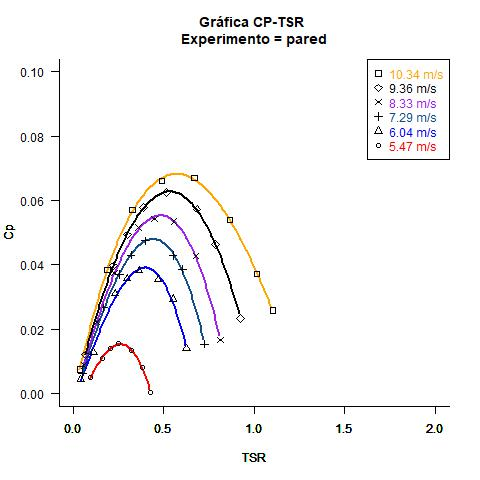 Gráfica CP-TSR
Experimento = pared
10.34 m/s
9.36 m/s
8.33 m/s
7.29 m/s
6.04 m/s
5.47 m/s
Cp
0.10
0.08
0.06
0.04
0.02
0.00
0.0 0.5 1.0 1.5 2.0
TSR